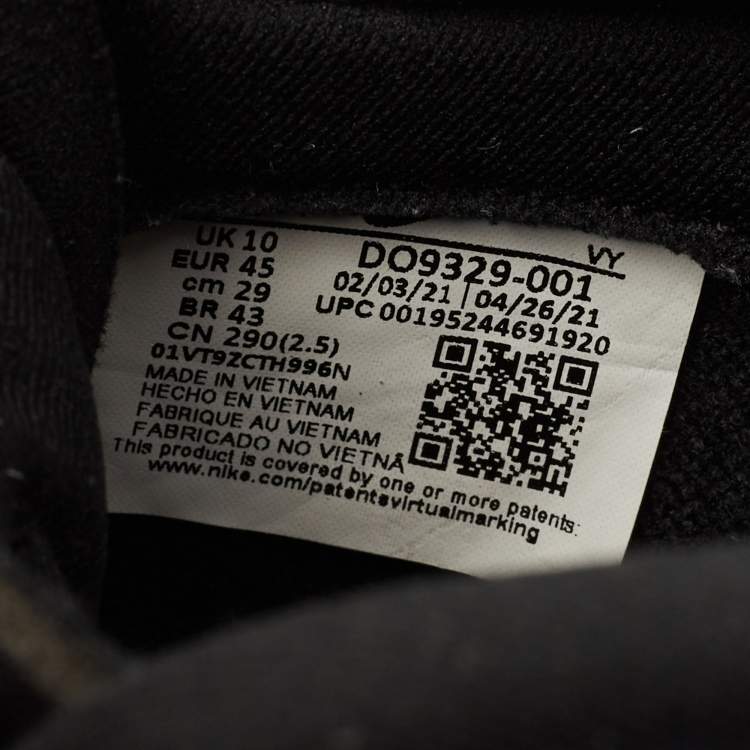 UK 10
EUR 45
cm 29
BR 43
CN 290(2.5)
01VT9ZCTH996N
VY
DO9329-001
02/03/21 | 04/26/21
UPC 00195244691920
MADE IN VIETNAM
HECHO EN VIETNAM
FABRIQUE AU VIETNAM
FABRICADO NO VIETNÃ
This product is covered by one or more patents:
www.nike.com/patentsvirtualmarking